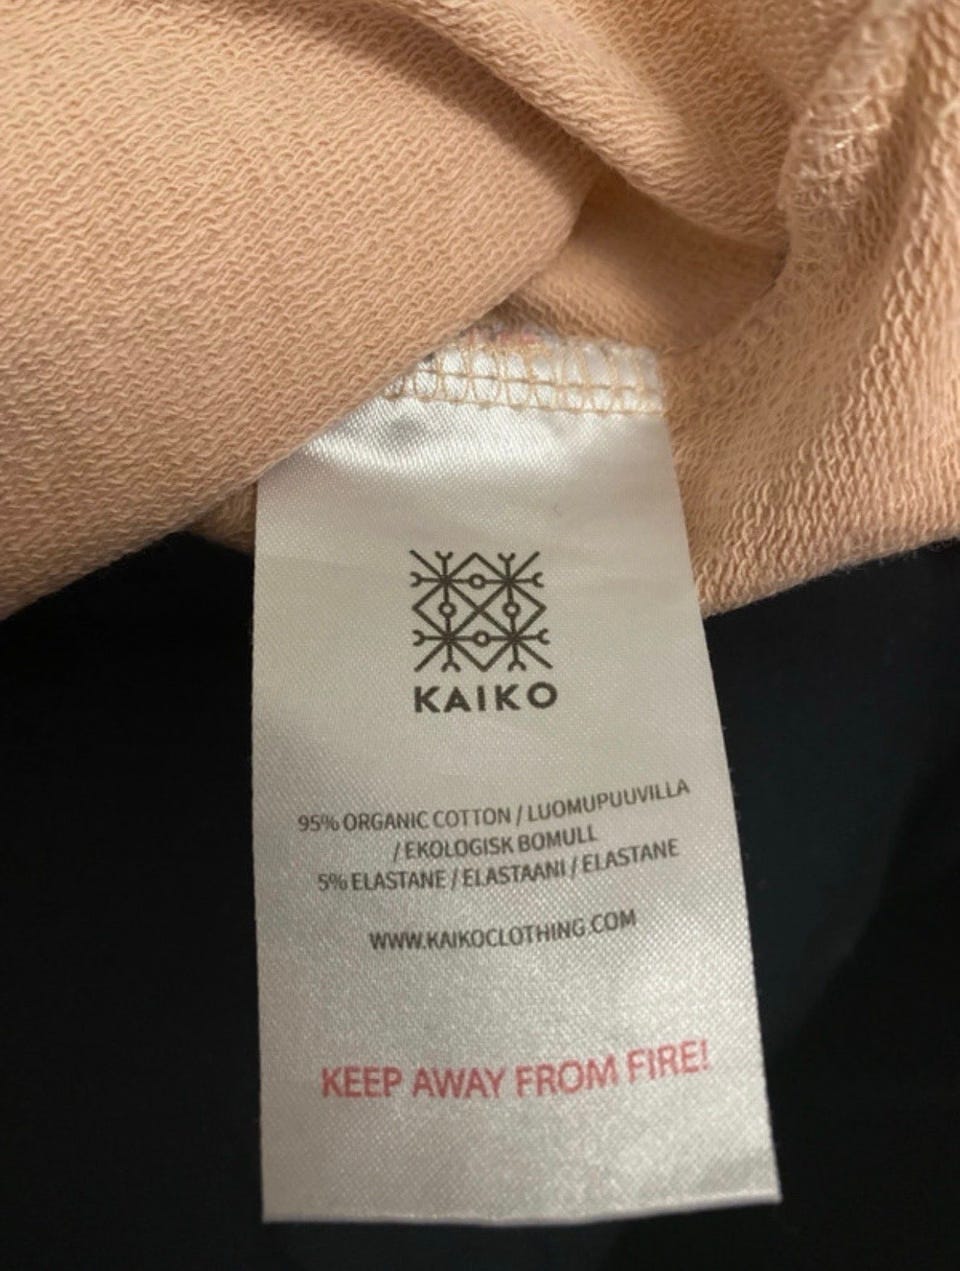 KAIKO
95% ORGANIC COTTON / LUOMUPUUVILLA
/ EKOLOGISK BOMULL
5% ELASTANE / ELASTAANI / ELASTANE
WWW.KAIKOCLOTHING.COM
KEEP AWAY FROM FIRE!